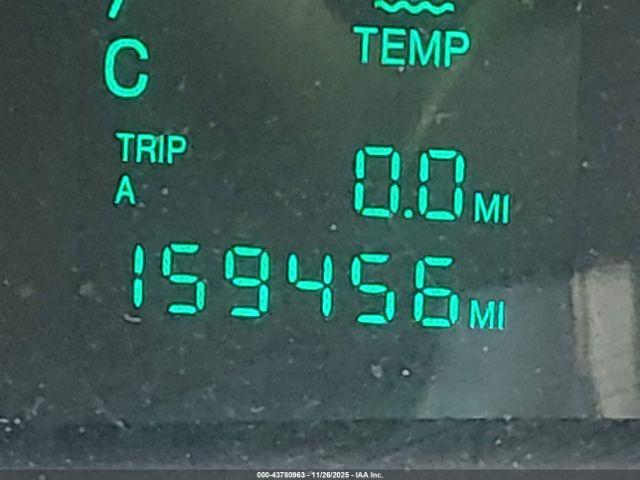 TEMP
C
TRIP
A 0.0 MI
159456 MI
000-43780963 - 11/26/2025 - IAA Inc.